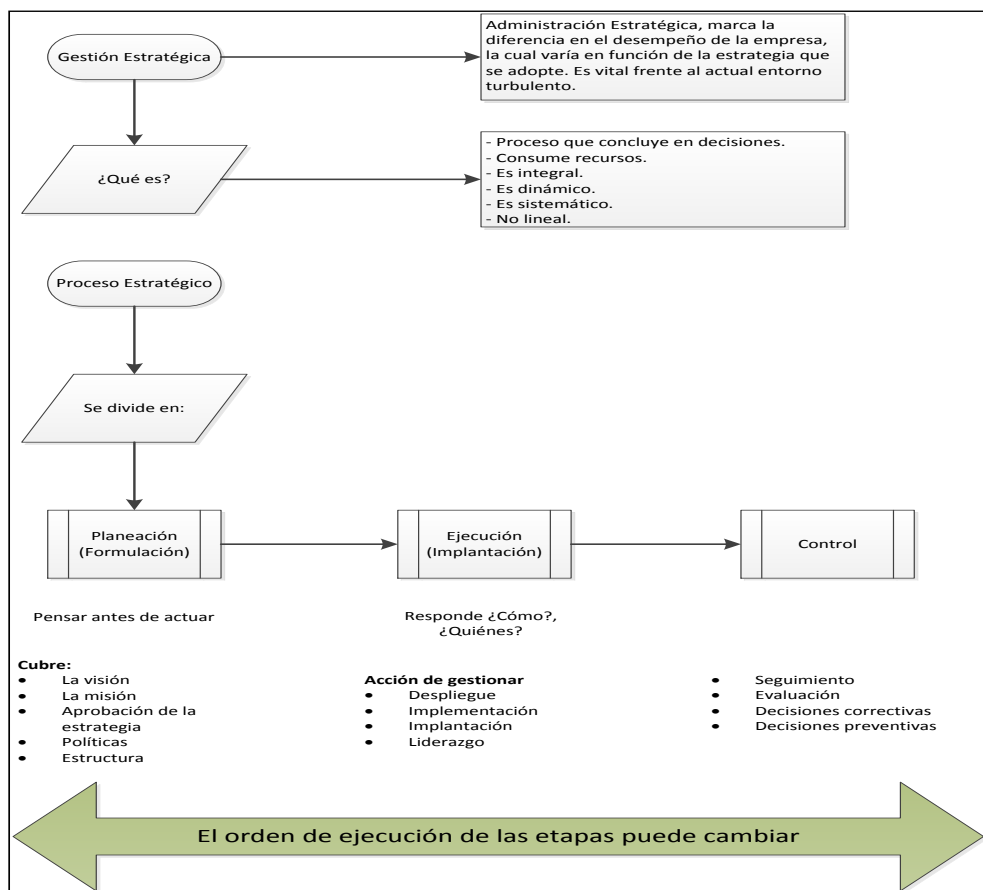 Gestión Estratégica
Administración Estratégica, marca la
diferencia en el desempeño de la empresa,
la cual varía en función de la estrategia que
se adopte. Es vital frente al actual entorno
turbulento.
¿Qué es?
- Proceso que concluye en decisiones.
- Consume recursos.
- Es integral.
- Es dinámico.
- Es sistemático.
- No lineal.
Proceso Estratégico
Se divide en:
Planeación
(Formulación)
Ejecución
(Implantación)
Control
Pensar antes de actuar
Responde ¿Cómo?,
¿Quiénes?
Cubre:
• La visión
• La misión
• Aprobación de la
estrategia
• Políticas
• Estructura
Acción de gestionar
• Despliegue
• Implementación
• Implantación
• Liderazgo
• Seguimiento
• Evaluación
• Decisiones correctivas
• Decisiones preventivas
El orden de ejecución de las etapas puede cambiar